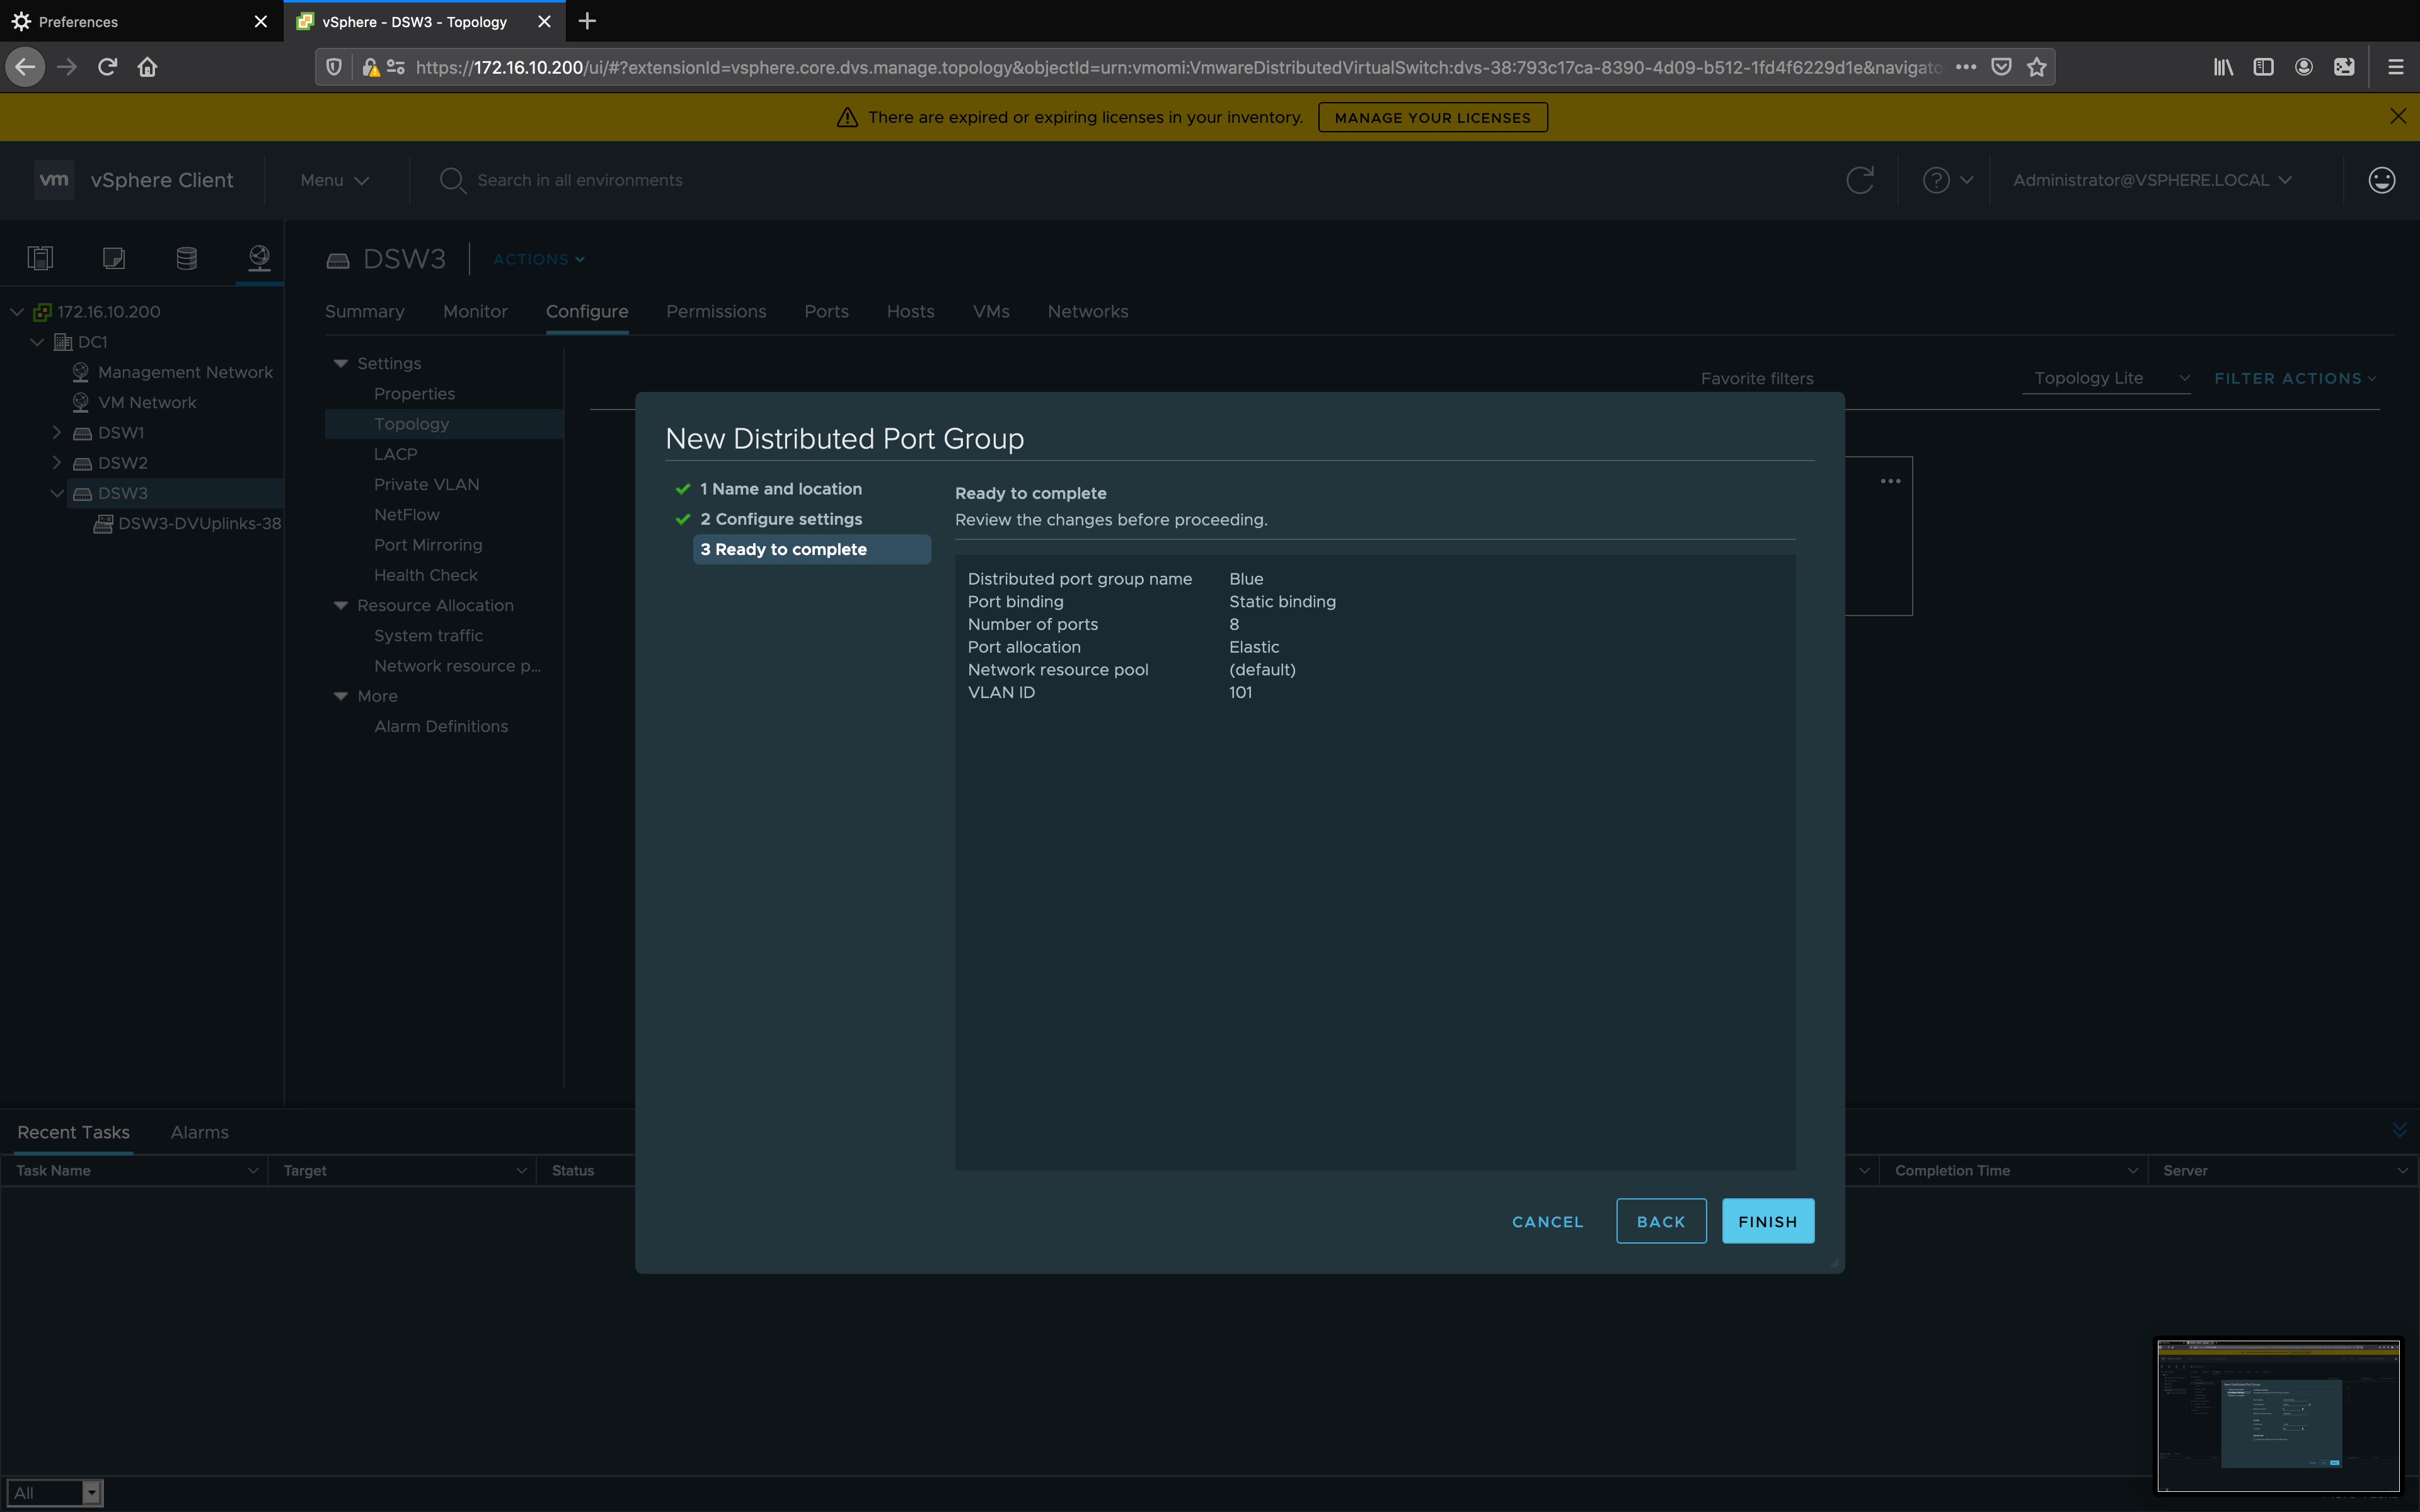 Preferences
vSphere - DSW3 - Topology
https://172.16.10.200/ui/#?extensionId=vsphere.core.dvs.manage.topology&objectId=urn:vmomi:VmwareDistributedVirtualSwitch:dvs-38:793c17ca-8390-4d09-b512-1fd4f6229d1e&navigato
There are expired or expiring licenses in your inventory. MANAGE YOUR LICENSES
vm vSphere Client Menu Search in all environments Administrator@VSPHERE.LOCAL
DSW3 ACTIONS
Summary Monitor Configure Permissions Ports Hosts VMs Networks
172.16.10.200
DC1
Management Network
VM Network
DSW1
DSW2
DSW3
DSW3-DVUplinks-38
Settings
Properties
Topology
LACP
Private VLAN
NetFlow
Port Mirroring
Health Check
Resource Allocation
System traffic
Network resource p...
More
Alarm Definitions
Favorite filters Topology Lite FILTER ACTIONS
New Distributed Port Group
1 Name and location
2 Configure settings
3 Ready to complete
Ready to complete
Review the changes before proceeding.
Distributed port group name Blue
Port binding Static binding
Number of ports 8
Port allocation Elastic
Network resource pool (default)
VLAN ID 101
CANCEL BACK FINISH
Recent Tasks Alarms
Task Name Target Status Completion Time Server
All